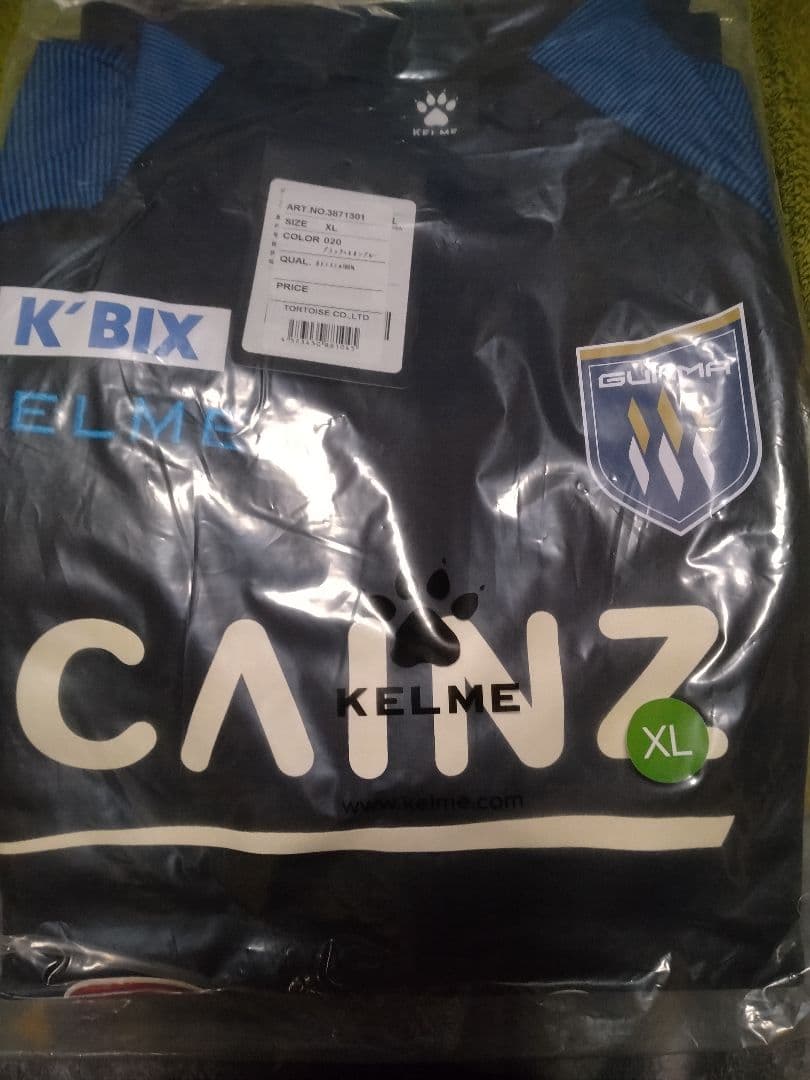 KELME
ART.NO.3871301
SIZE XL
COLOR 020
QUAL.
PRICE
TORTOISE CO.,LTD
K'BIX
ELME
GUNMA
CAINZ
KELME
XL
www.kelme.com